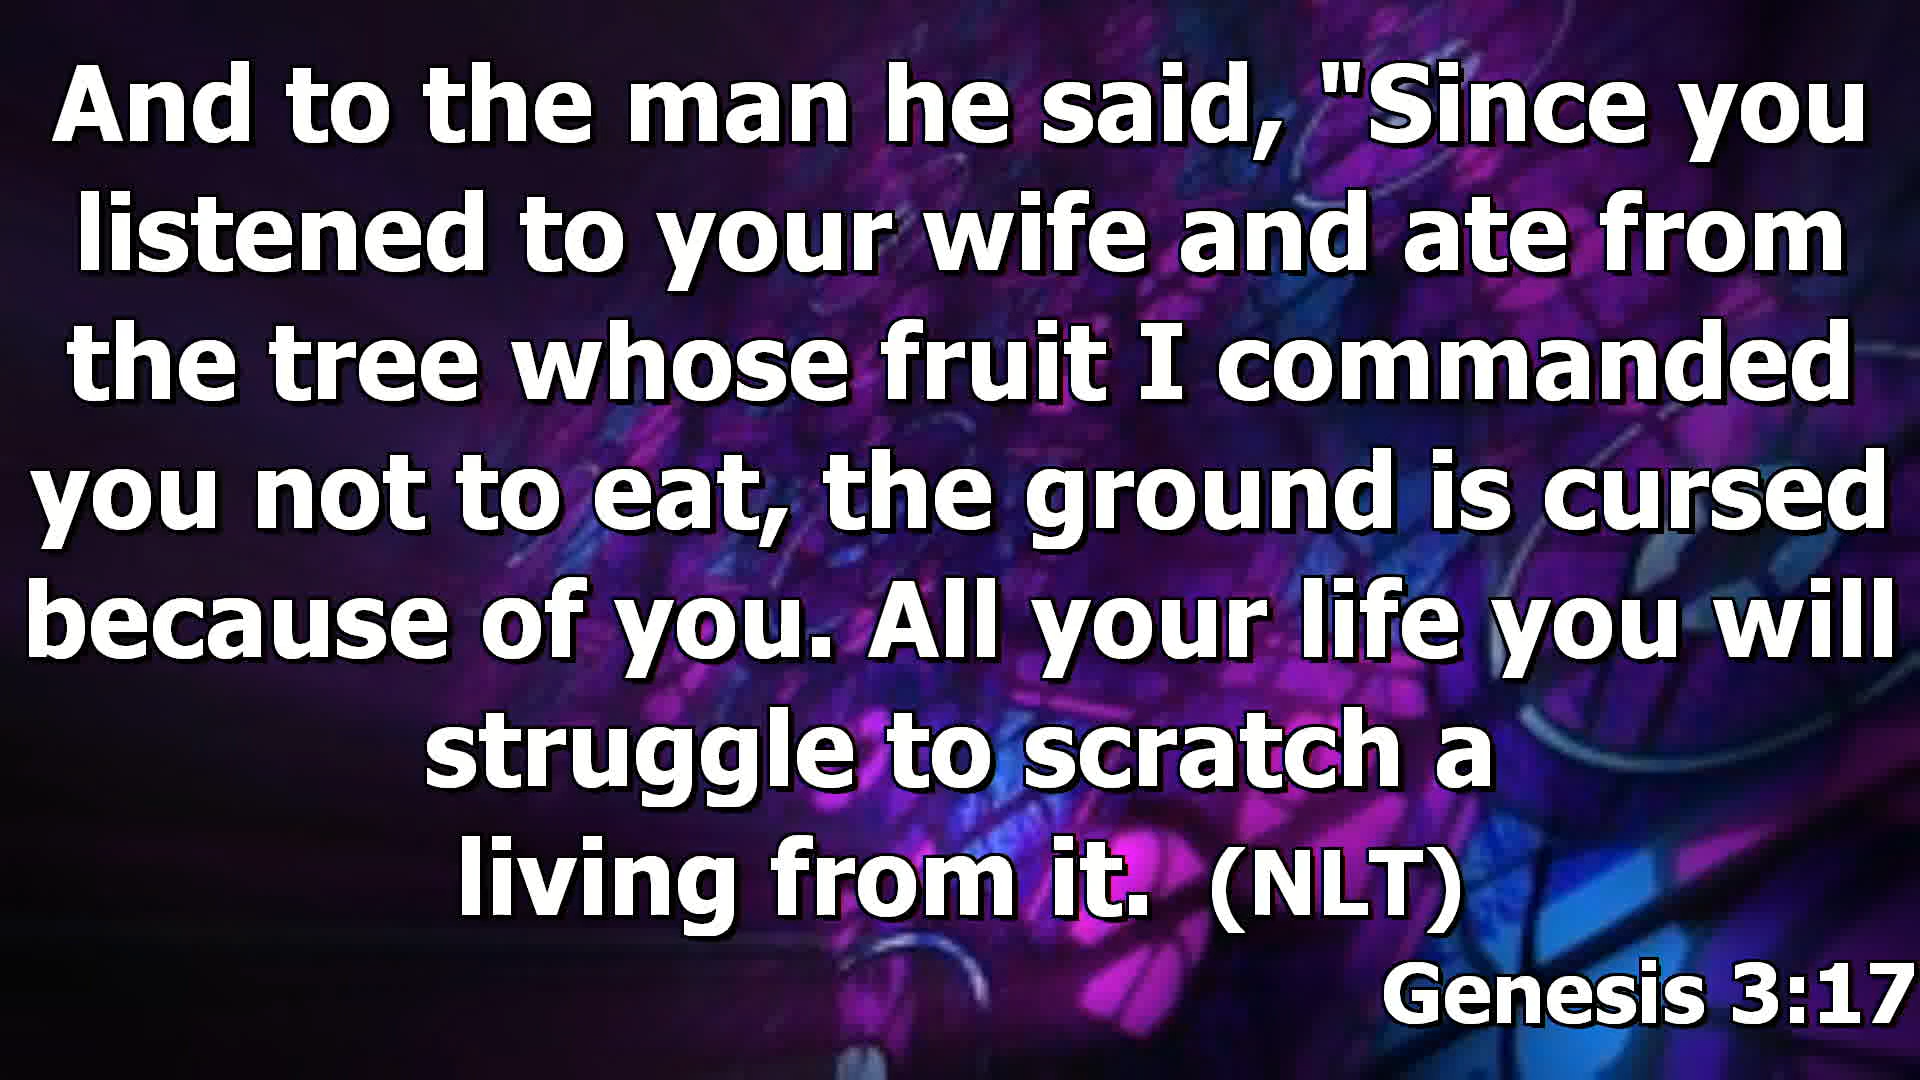 And to the man he said, "Since you
listened to your wife and ate from
the tree whose fruit I commanded
you not to eat, the ground is cursed
because of you. All your life you will
struggle to scratch a
living from it. (NLT)
Genesis 3:17